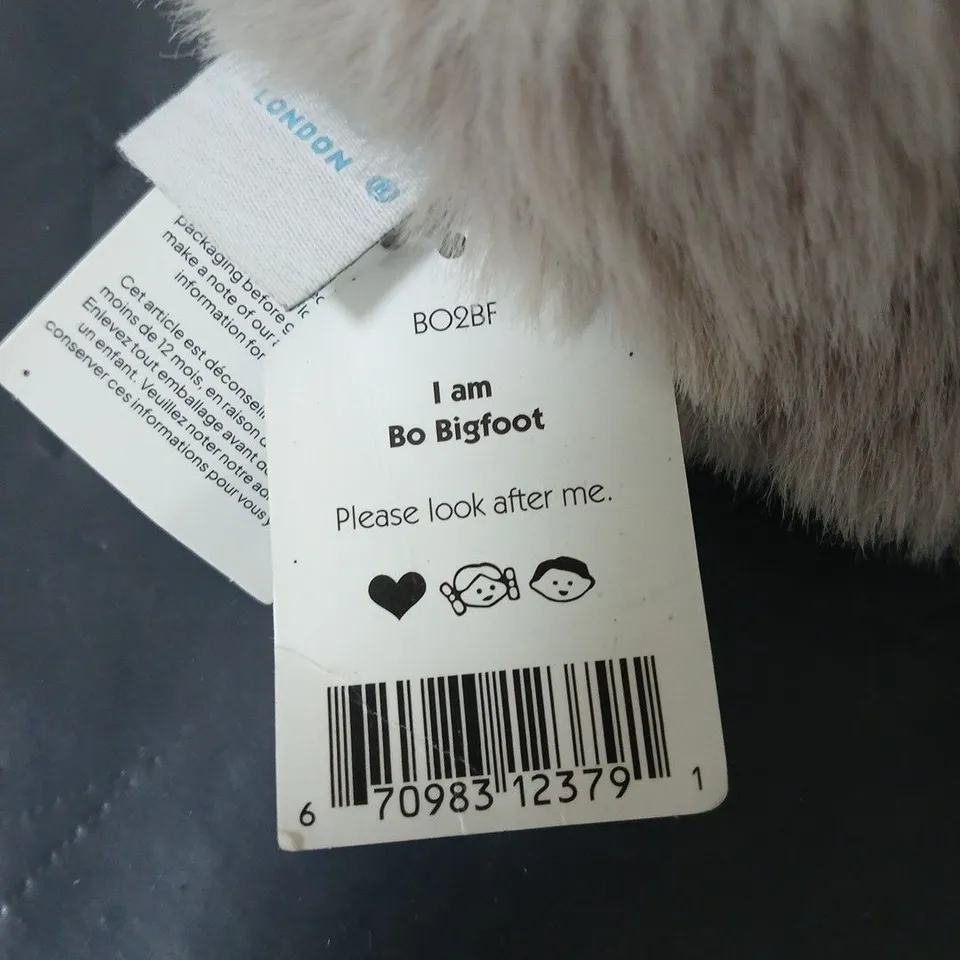 LONDON
packaging before
make a note of our
information for
Cet article est déconseil
moins de 12 mois, en raison
Enlevez tout emballage avant
un enfant. Veuillez noter notre
conserver ces informations pour vous
BO2BF
I am
Bo Bigfoot
Please look after me.
6 70983 12379 1